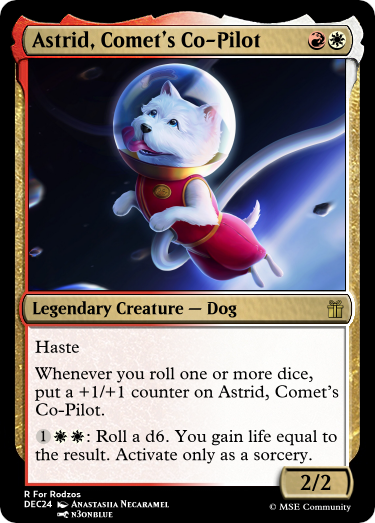 Astrid, Comet's Co-Pilot
Legendary Creature — Dog
Haste
Whenever you roll one or more dice,
put a +1/+1 counter on Astrid, Comet's
Co-Pilot.
1: Roll a d6. You gain life equal to
the result. Activate only as a sorcery.
2/2
R For Rodzos
DEC24 Anastasiia Necaramel
n3onblue
© MSE Community